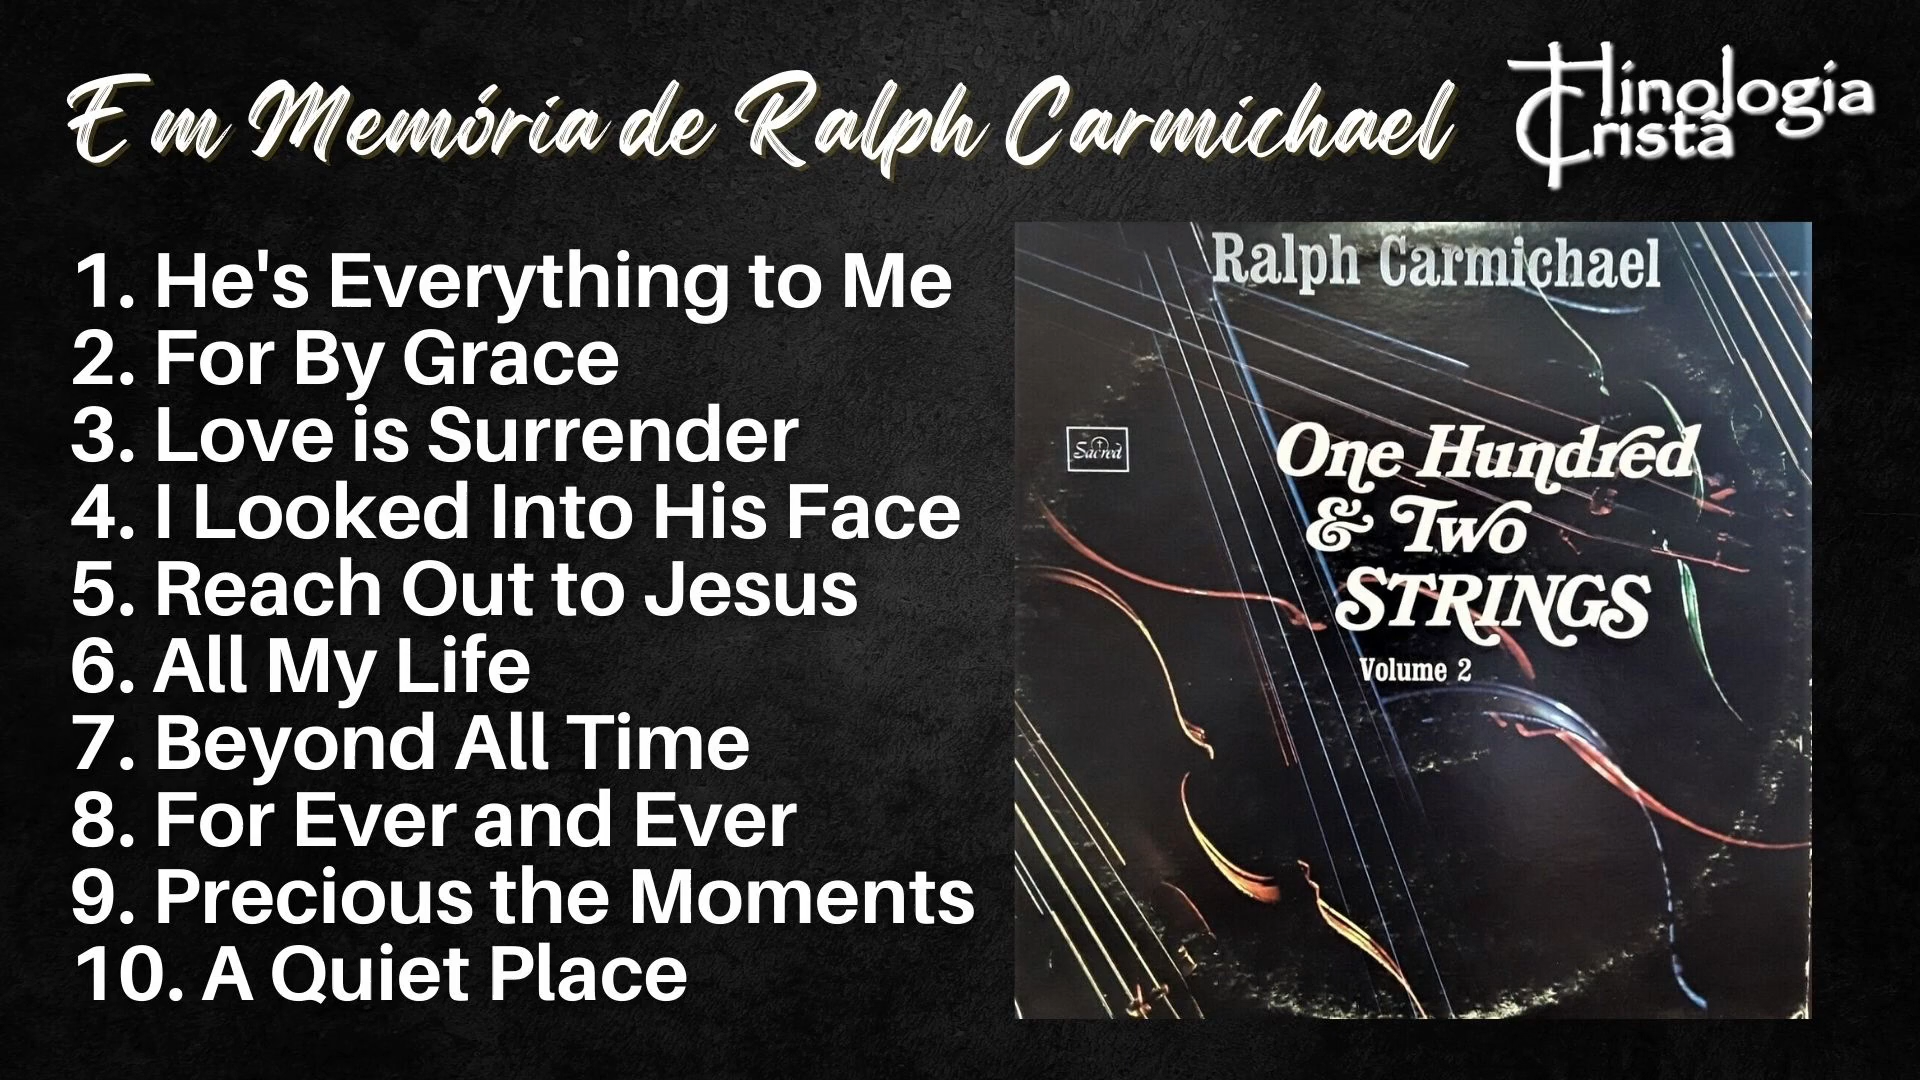 Em Memória de Ralph Carmichael
Hinologia
Cristã
1. He's Everything to Me
2. For By Grace
3. Love is Surrender
4. I Looked Into His Face
5. Reach Out to Jesus
6. All My Life
7. Beyond All Time
8. For Ever and Ever
9. Precious the Moments
10. A Quiet Place
Ralph Carmichael
Sacred
One Hundred
& Two
STRINGS
Volume 2